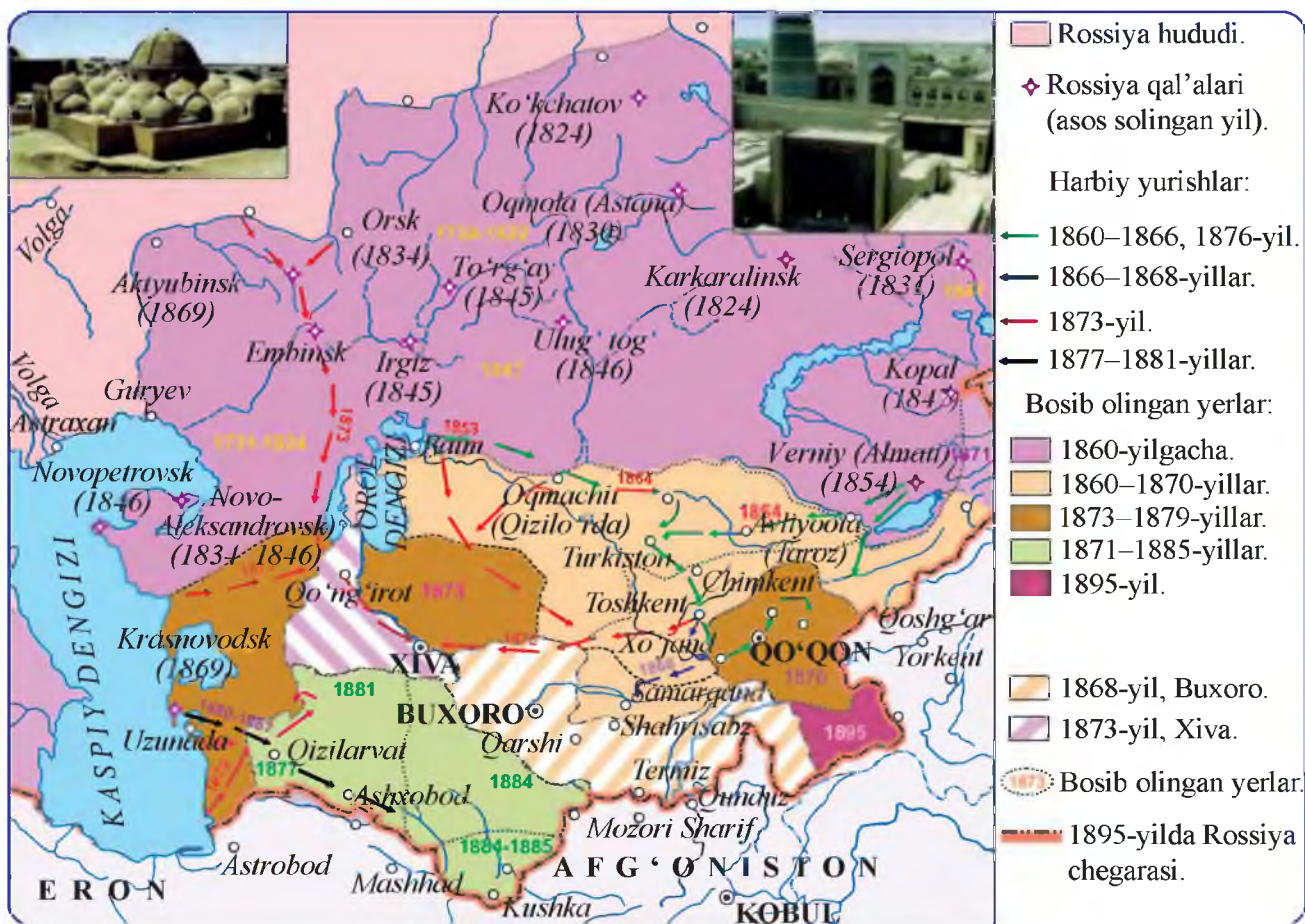 Ko‘kchatov
(1824)
Oqmola (Astana)
(1830)
Orsk
(1834)
Volga
Aktyubinsk
(1869)
To‘rg‘ay
(1845)
Karkaralinsk
(1824)
Sergiopol
(1831)
Embinsk
Irgiz
(1845)
Ulug‘ tog‘
(1846)
1847
Kopal
Volga
Guryev
Astraxan
1731-1824
1873
Raim
1853
Verniy (Almati)
(1854)
1871
Novopetrovsk
(1846)
Novo-
Aleksandrovsk)
(1834 1846)
OROL
DENGIZI
Oqmachit
(Qizilo‘rda)
1864
1864
Avliyoota
(Taroz)
Turkiston
Chimkent
KASPIY DENGIZI
Qo‘ng‘irot
1873
Toshkent
Xo‘jand
QO‘QON
1876
Qoshg‘ar
Yorkent
Krasnovodsk
(1869)
XIVA
1881
BUXORO
Samarqand
Shahrisabz
Qarshi
1895
Uzunada
Qizilarvat
1877
1884
Termiz
Qunduz
Ashxobod
Mozori Sharif
1884-1885
Astrobod
Mashhad
Kushka
ERON
AFG‘ONISTON
KOBUL
Rossiya hududi.
Rossiya qal’alari
(asos solingan yil).
Harbiy yurishlar:
1860–1866, 1876-yil.
1866–1868-yillar.
1873-yil.
1877–1881-yillar.
Bosib olingan yerlar:
1860-yilgacha.
1860–1870-yillar.
1873–1879-yillar.
1871–1885-yillar.
1895-yil.
1868-yil, Buxoro.
1873-yil, Xiva.
1873 Bosib olingan yerlar.
1895-yilda Rossiya
chegarasi.